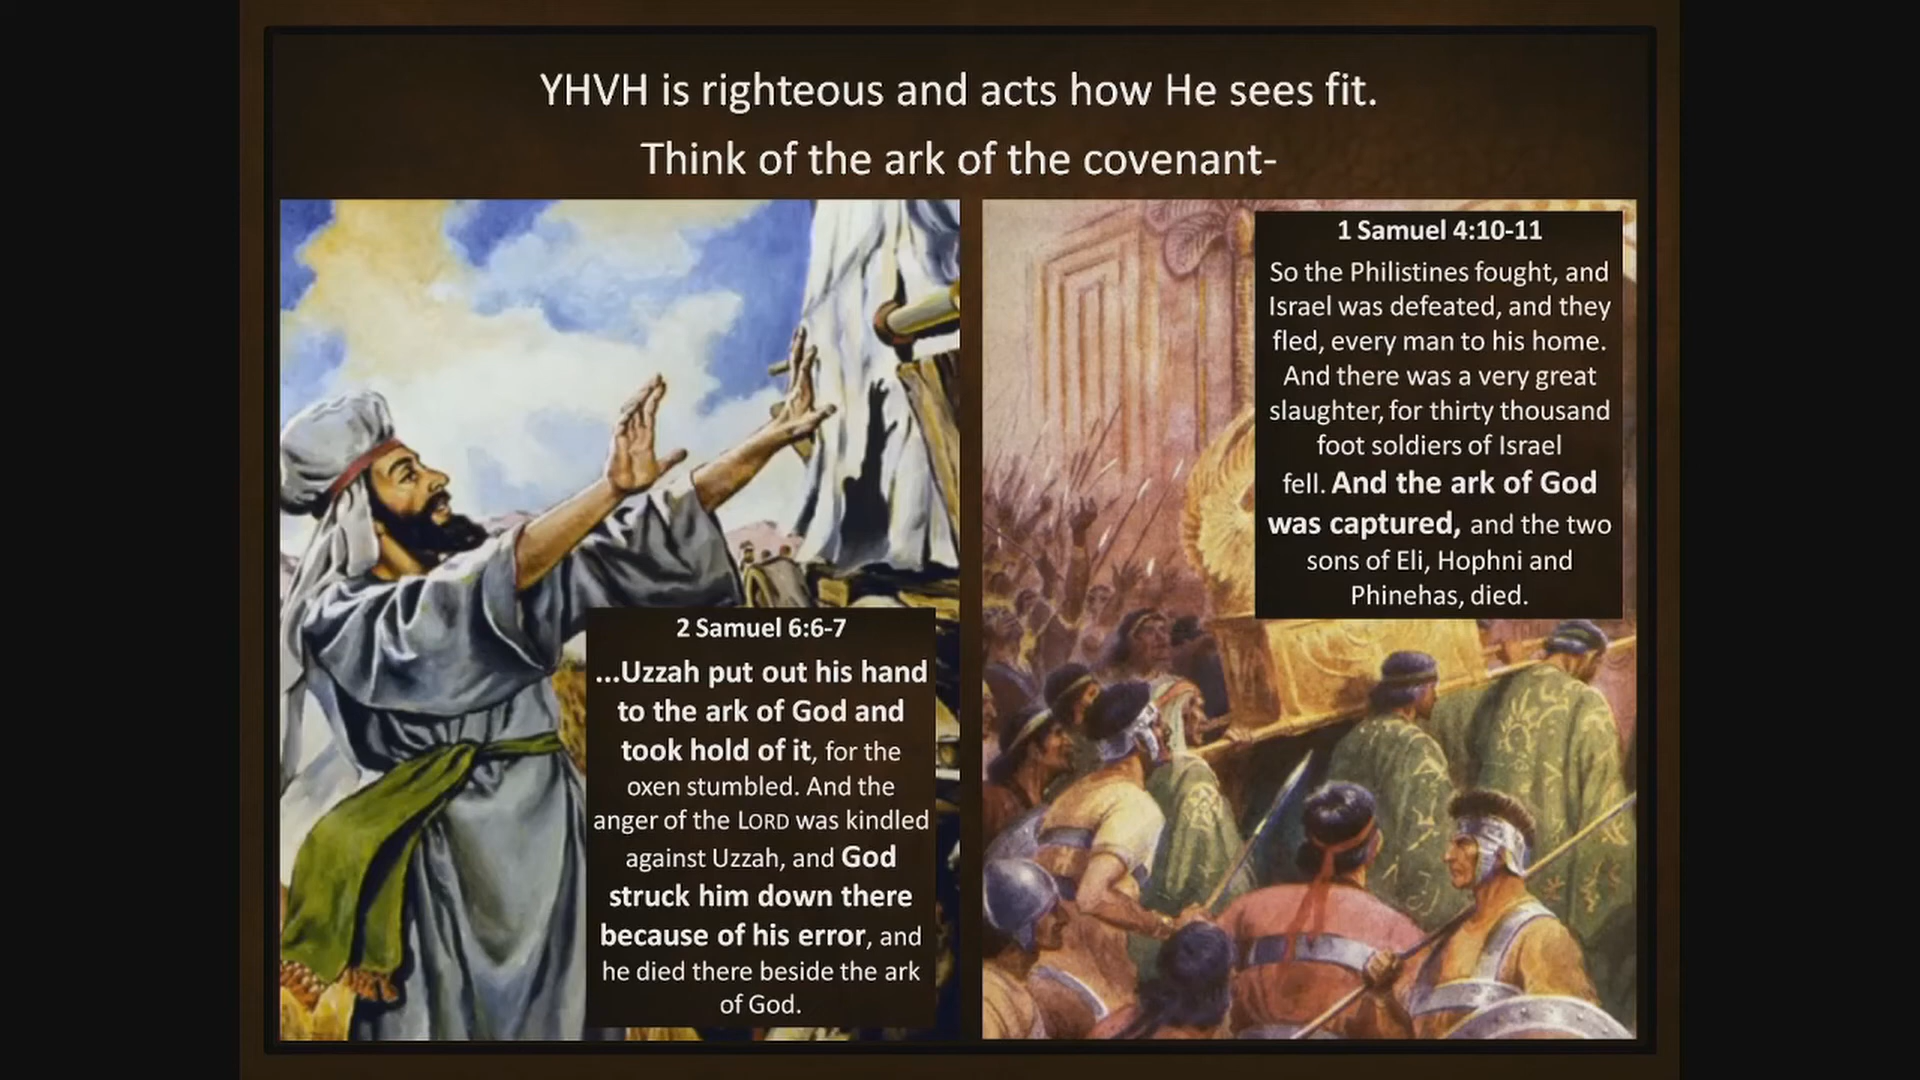 YHVH is righteous and acts how He sees fit.
Think of the ark of the covenant-
2 Samuel 6:6-7
...Uzzah put out his hand
to the ark of God and
took hold of it, for the
oxen stumbled. And the
anger of the LORD was kindled
against Uzzah, and God
struck him down there
because of his error, and
he died there beside the ark
of God.
1 Samuel 4:10-11
So the Philistines fought, and
Israel was defeated, and they
fled, every man to his home.
And there was a very great
slaughter, for thirty thousand
foot soldiers of Israel
fell. And the ark of God
was captured, and the two
sons of Eli, Hophni and
Phinehas, died.